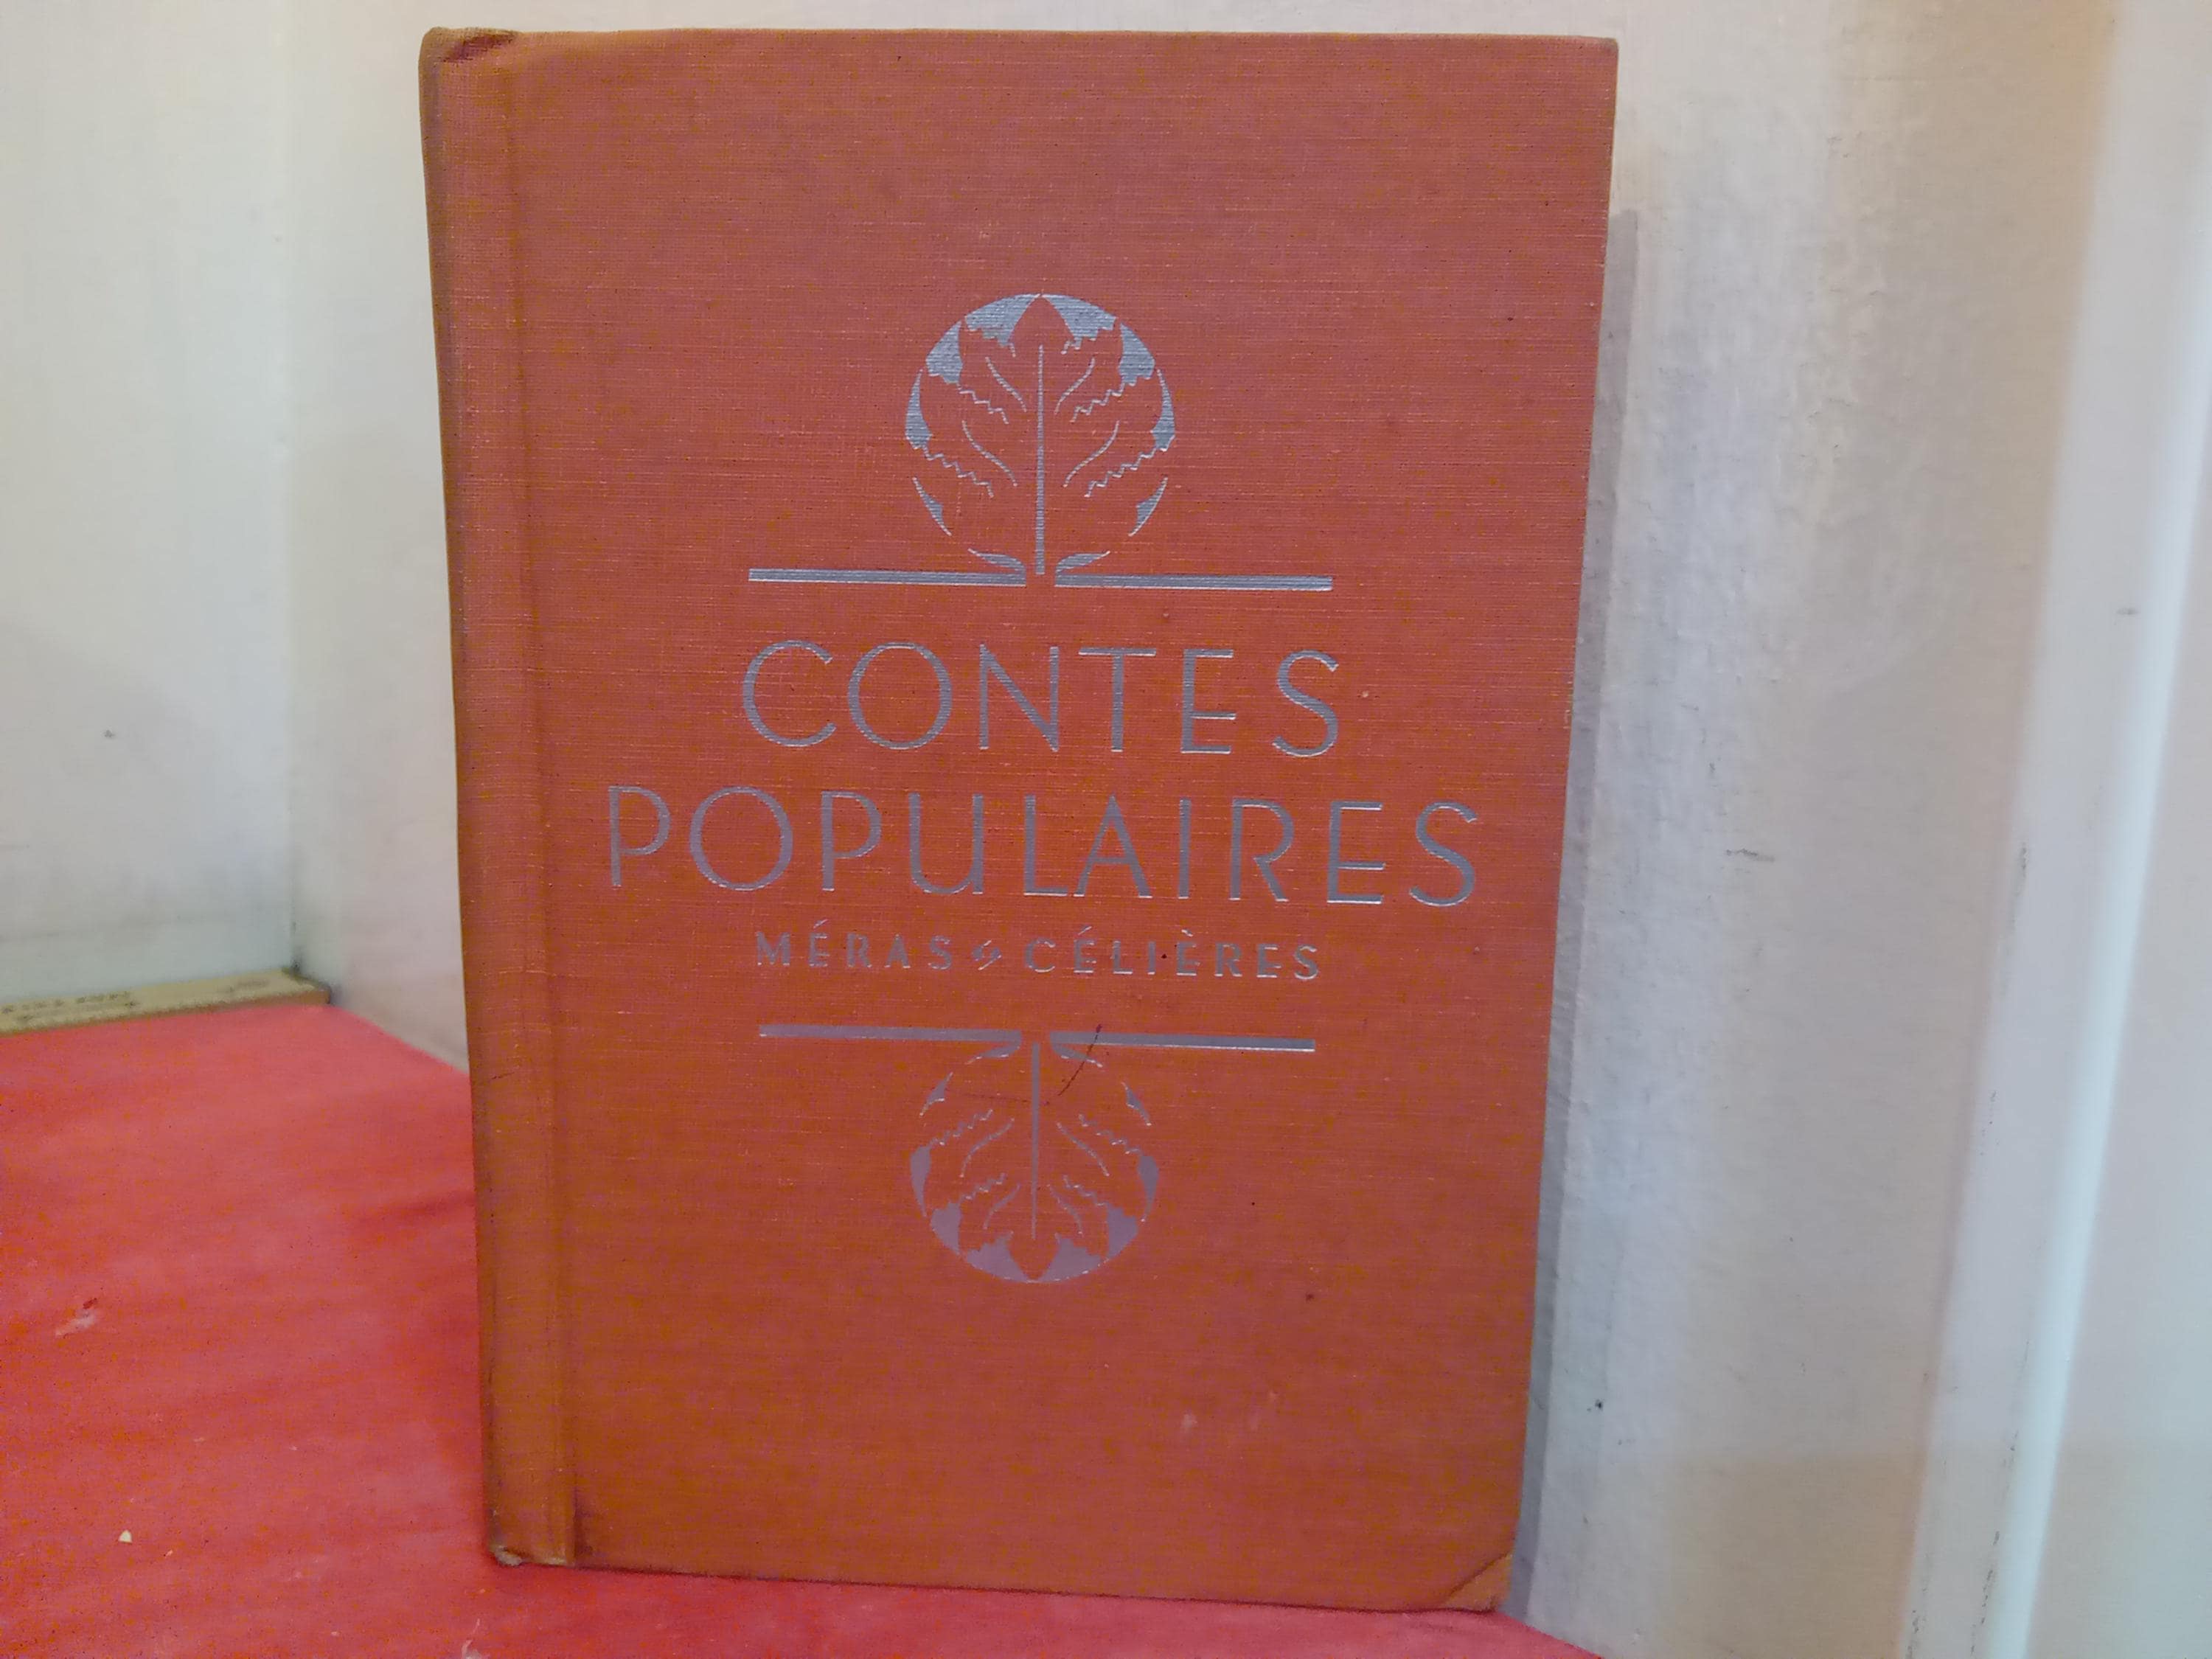 CONTES
POPULAIRES
MÉRAS & CÉLIÈRES